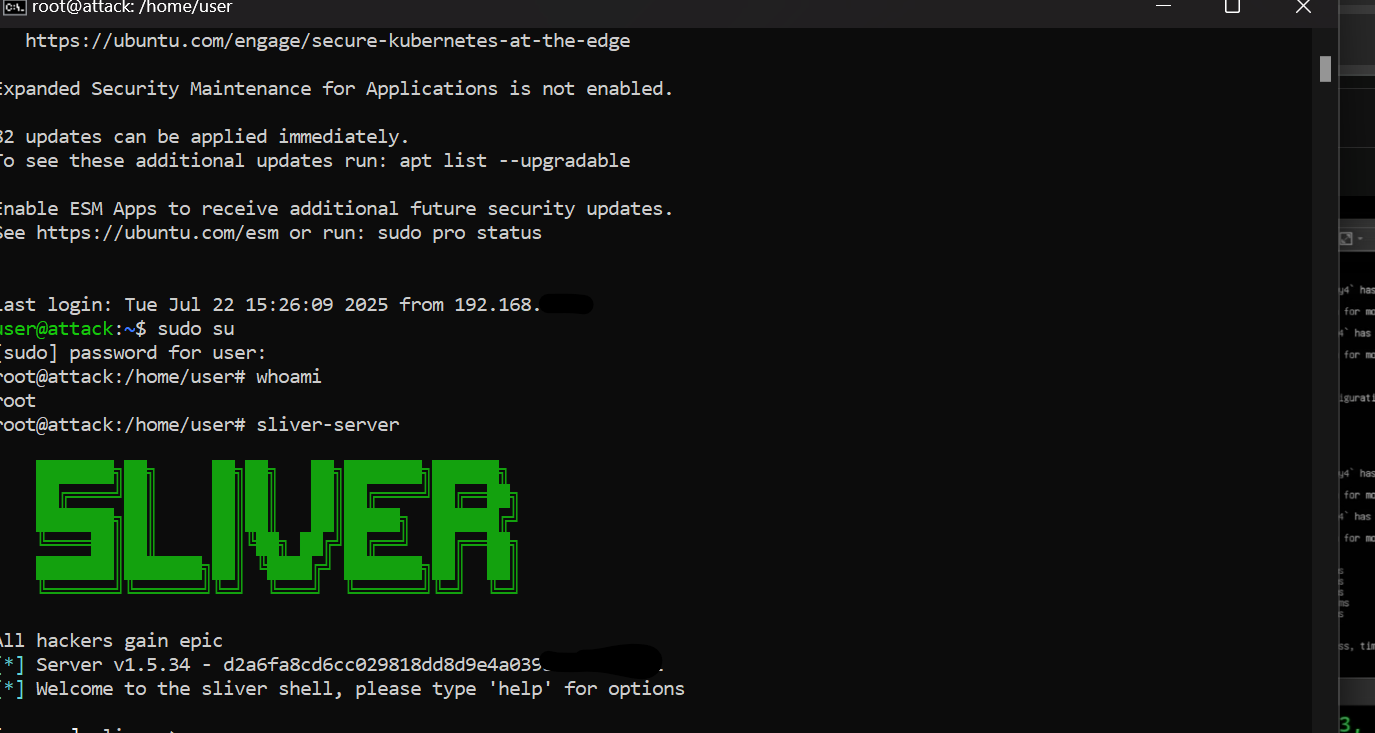 root@attack: /home/user
https://ubuntu.com/engage/secure-kubernetes-at-the-edge
Expanded Security Maintenance for Applications is not enabled.
82 updates can be applied immediately.
To see these additional updates run: apt list --upgradable
Enable ESM Apps to receive additional future security updates.
See https://ubuntu.com/esm or run: sudo pro status
Last login: Tue Jul 22 15:26:09 2025 from 192.168.
user@attack:~$ sudo su
[sudo] password for user:
root@attack:/home/user# whoami
root
root@attack:/home/user# sliver-server
SLIVER
All hackers gain epic
[*] Server v1.5.34 - d2a6fa8cd6cc029818dd8d9e4a039
[*] Welcome to the sliver shell, please type 'help' for options
y4` has
for mo
4` has
for mo
igurati
y4` has
for mo
4` has
for mo
ms
ss, tim
3,